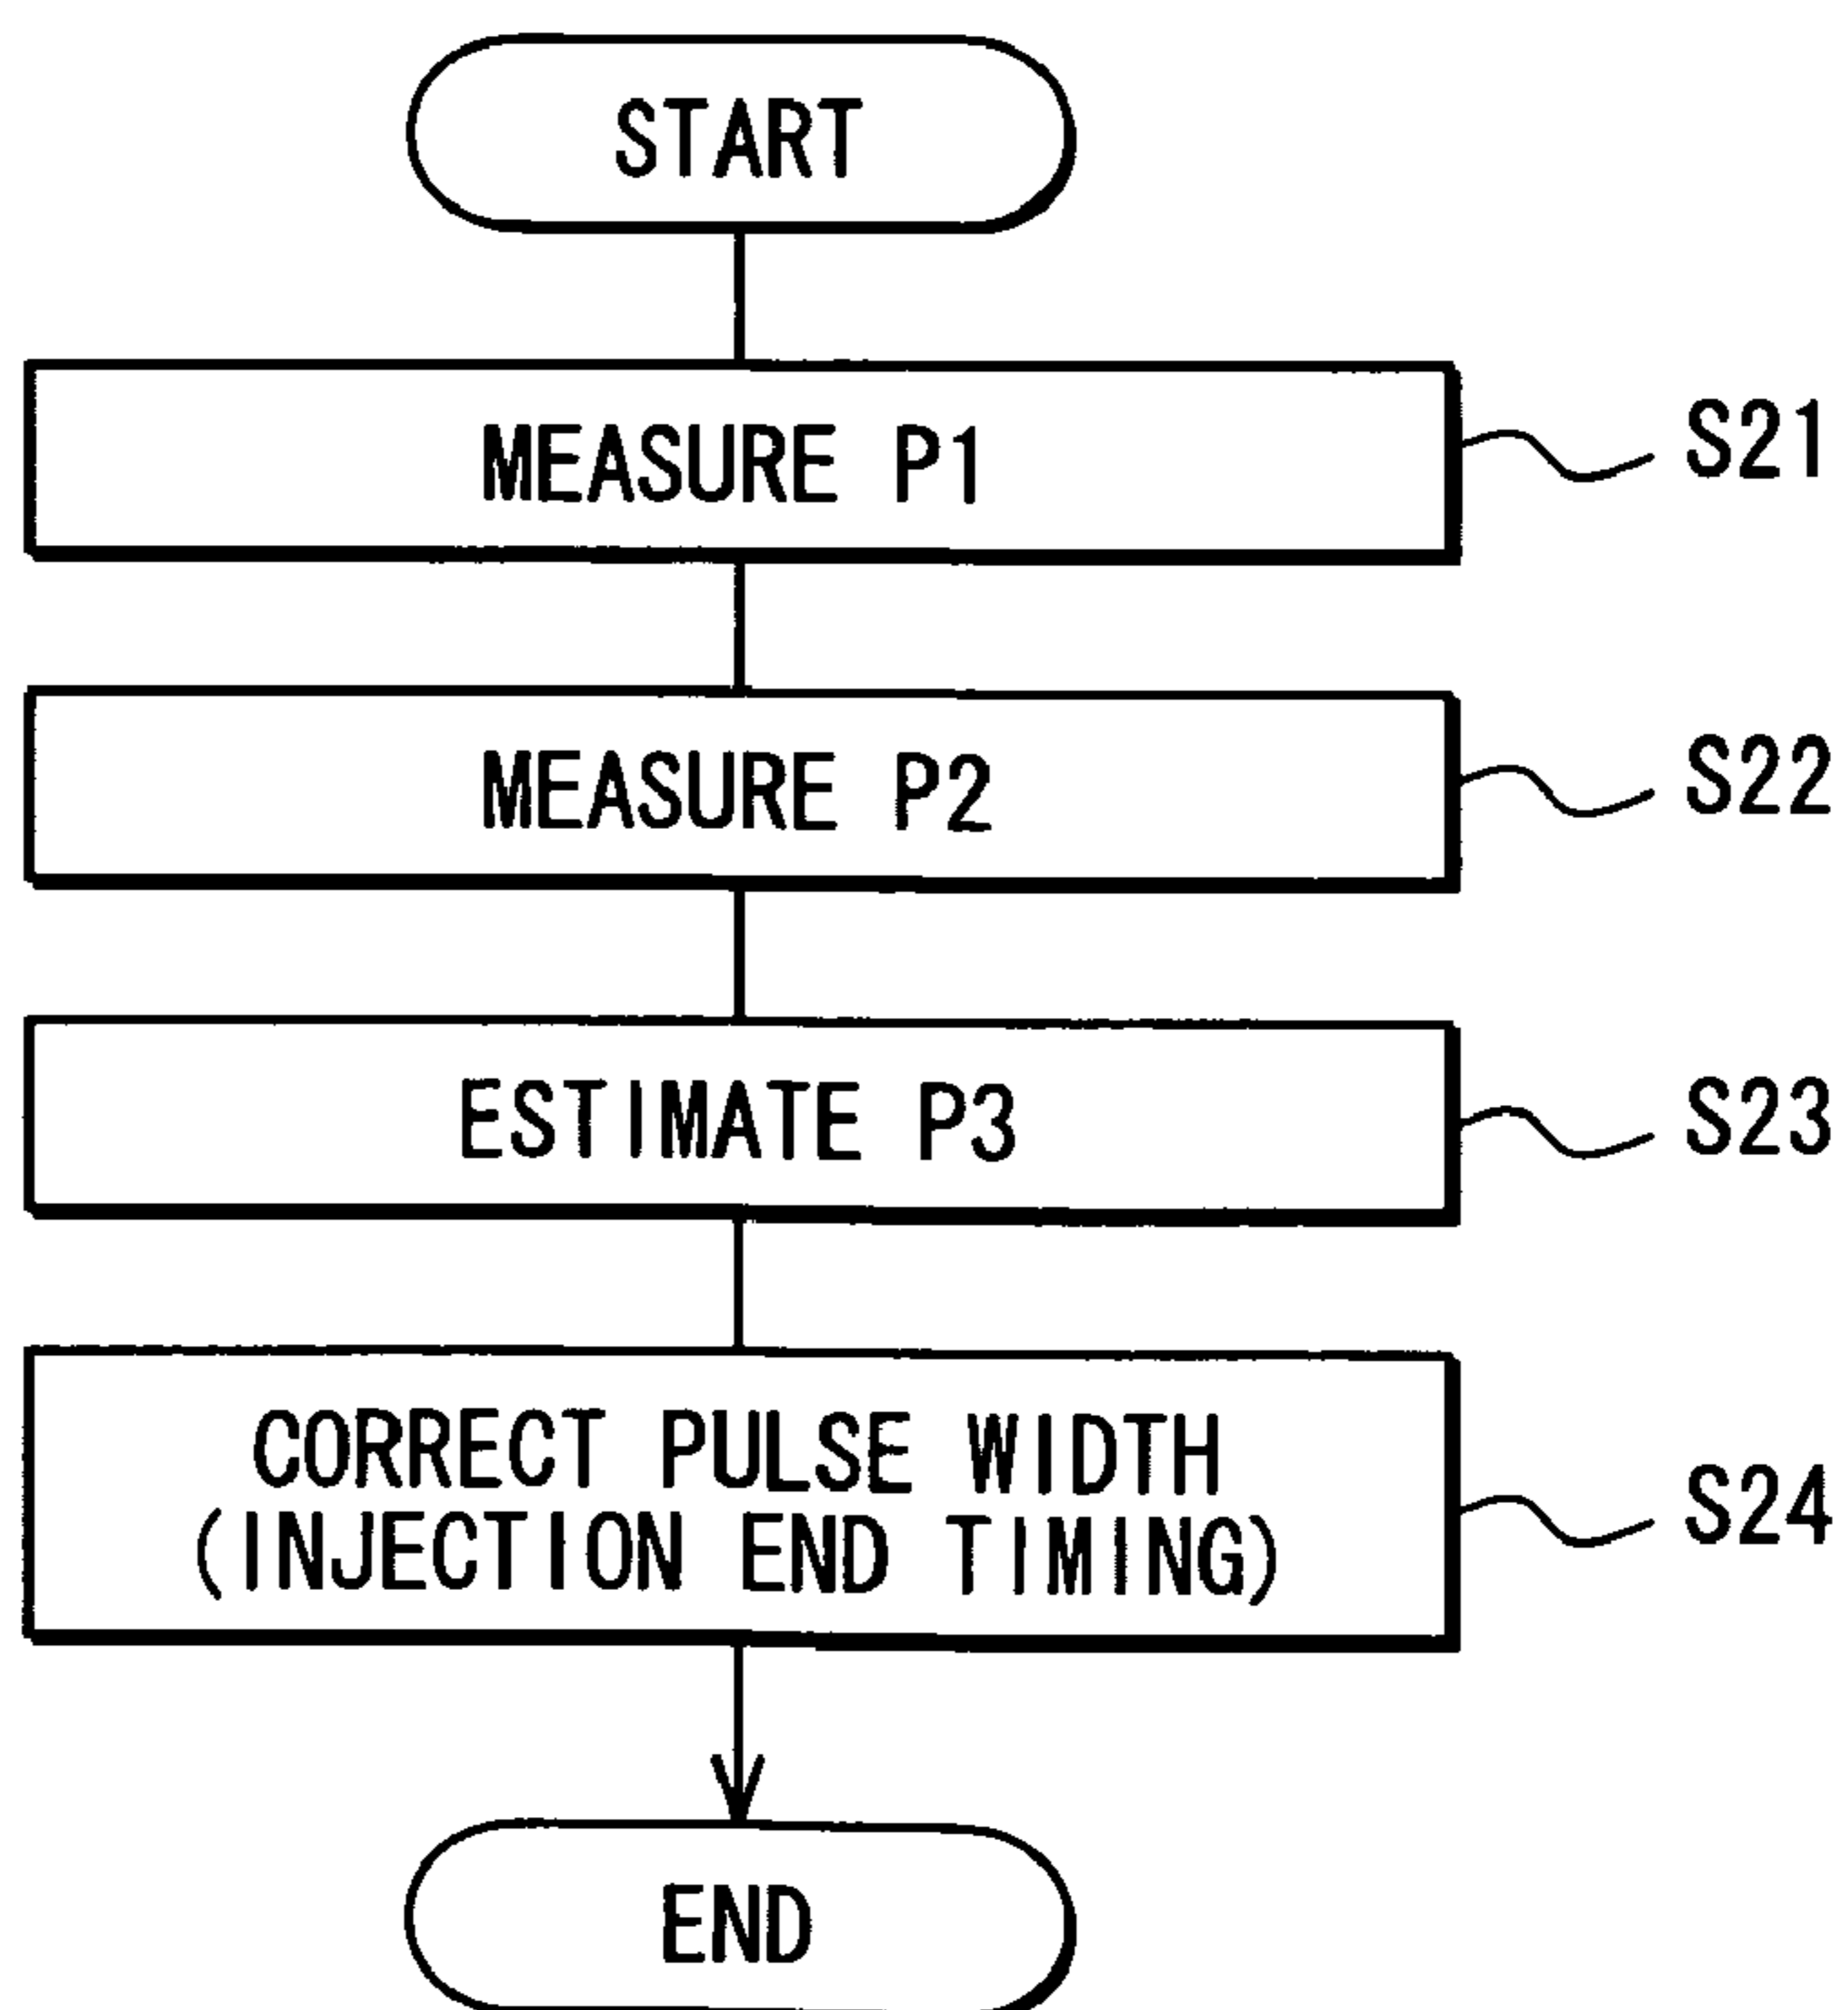 START
MEASURE P1
S21
MEASURE P2
S22
ESTIMATE P3
S23
CORRECT PULSE WIDTH
(INJECTION END TIMING)
S24
END